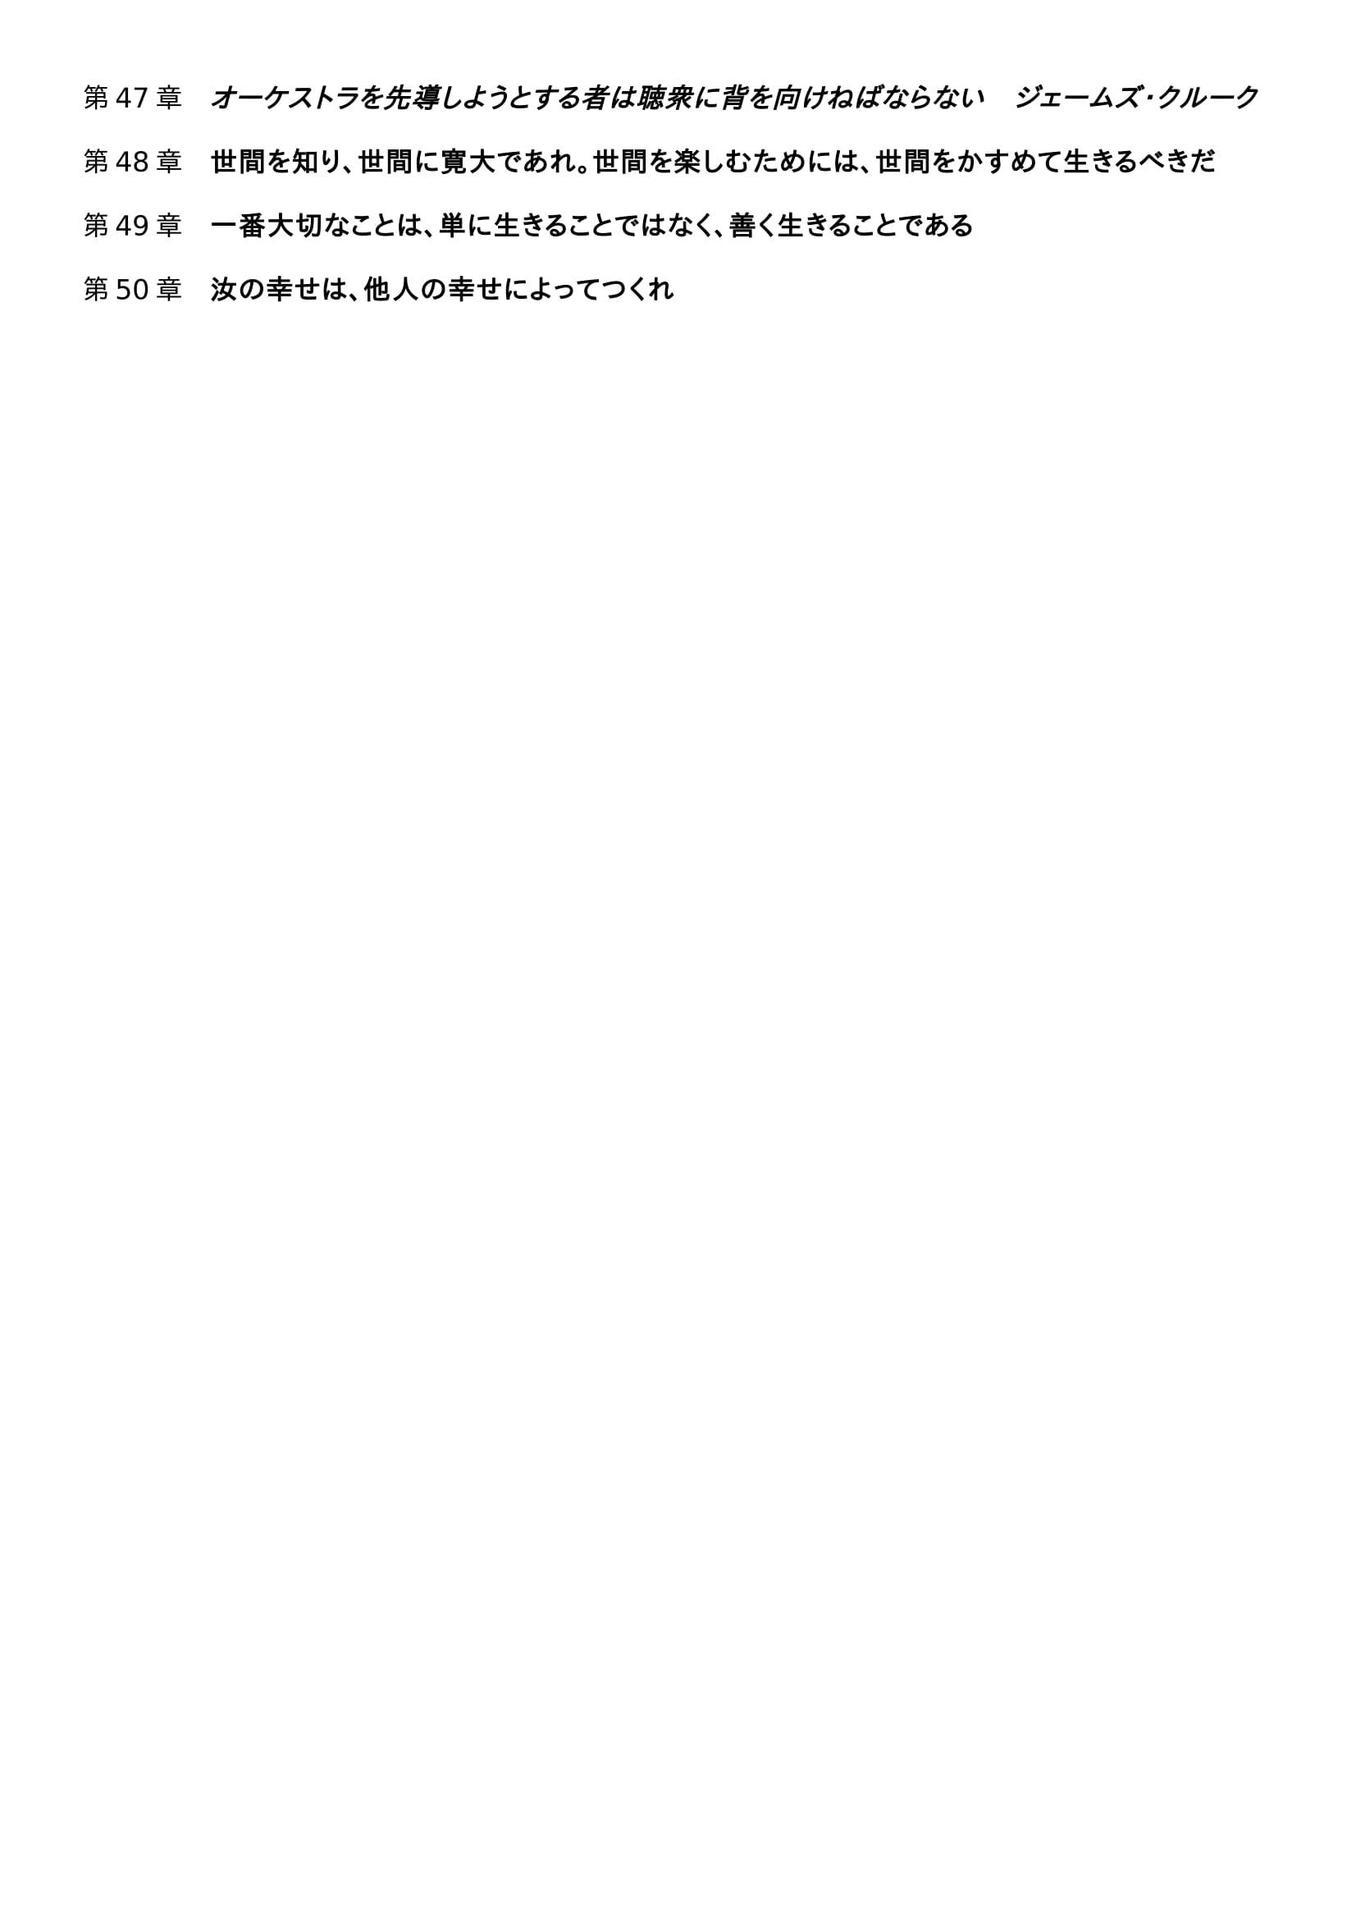 第 47 章　オーケストラを先導しようとする者は聴衆に背を向けねばならない　ジェームズ・クルーク
第 48 章　世間を知り、世間に寛大であれ。世間を楽しむためには、世間をかすめて生きるべきだ
第 49 章　一番大切なことは、単に生きることではなく、善く生きることである
第 50 章　汝の幸せは、他人の幸せによってつくれ